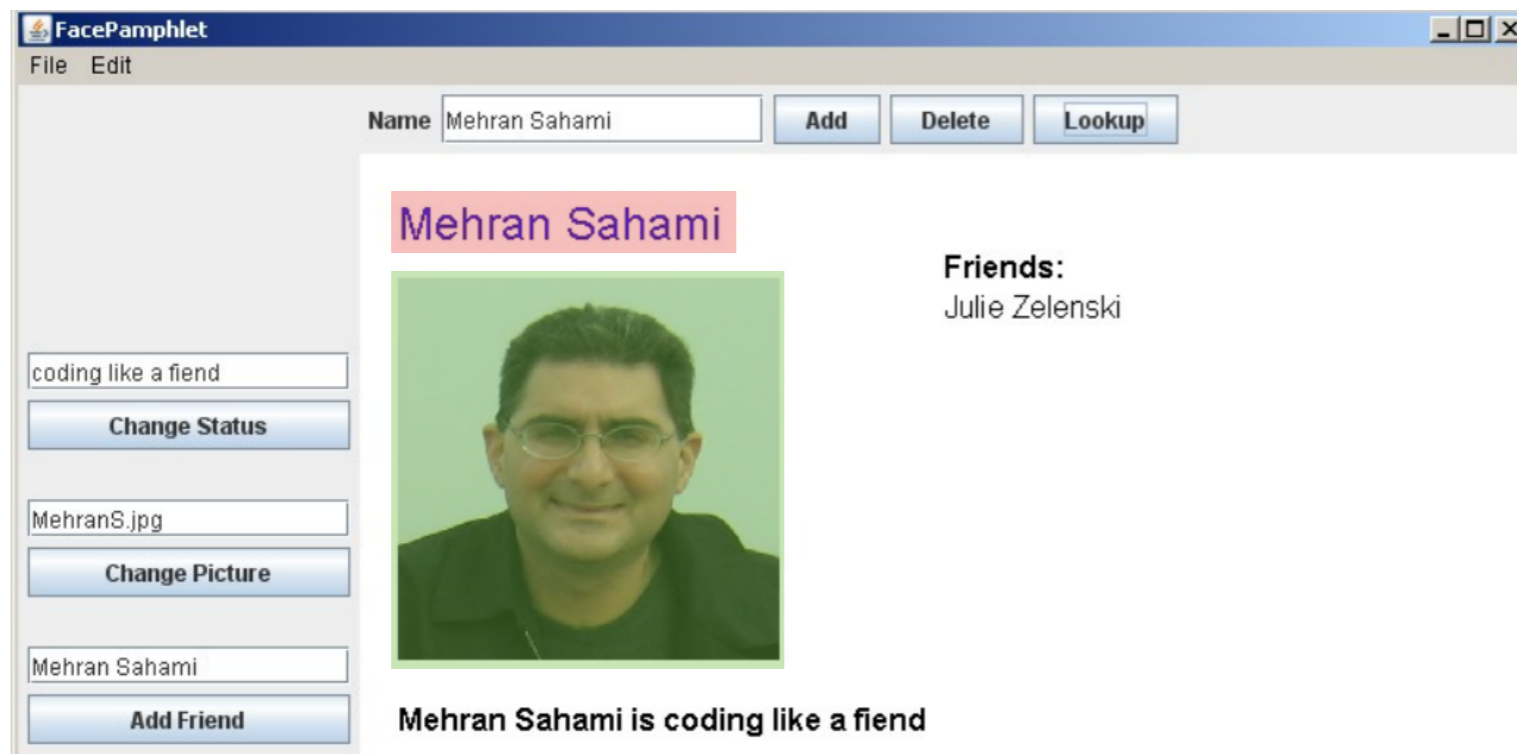 FacePamphlet
File Edit
Name Mehran Sahami Add Delete Lookup
Mehran Sahami
Friends:
Julie Zelenski
coding like a fiend
Change Status
MehranS.jpg
Change Picture
Mehran Sahami
Add Friend
Mehran Sahami is coding like a fiend